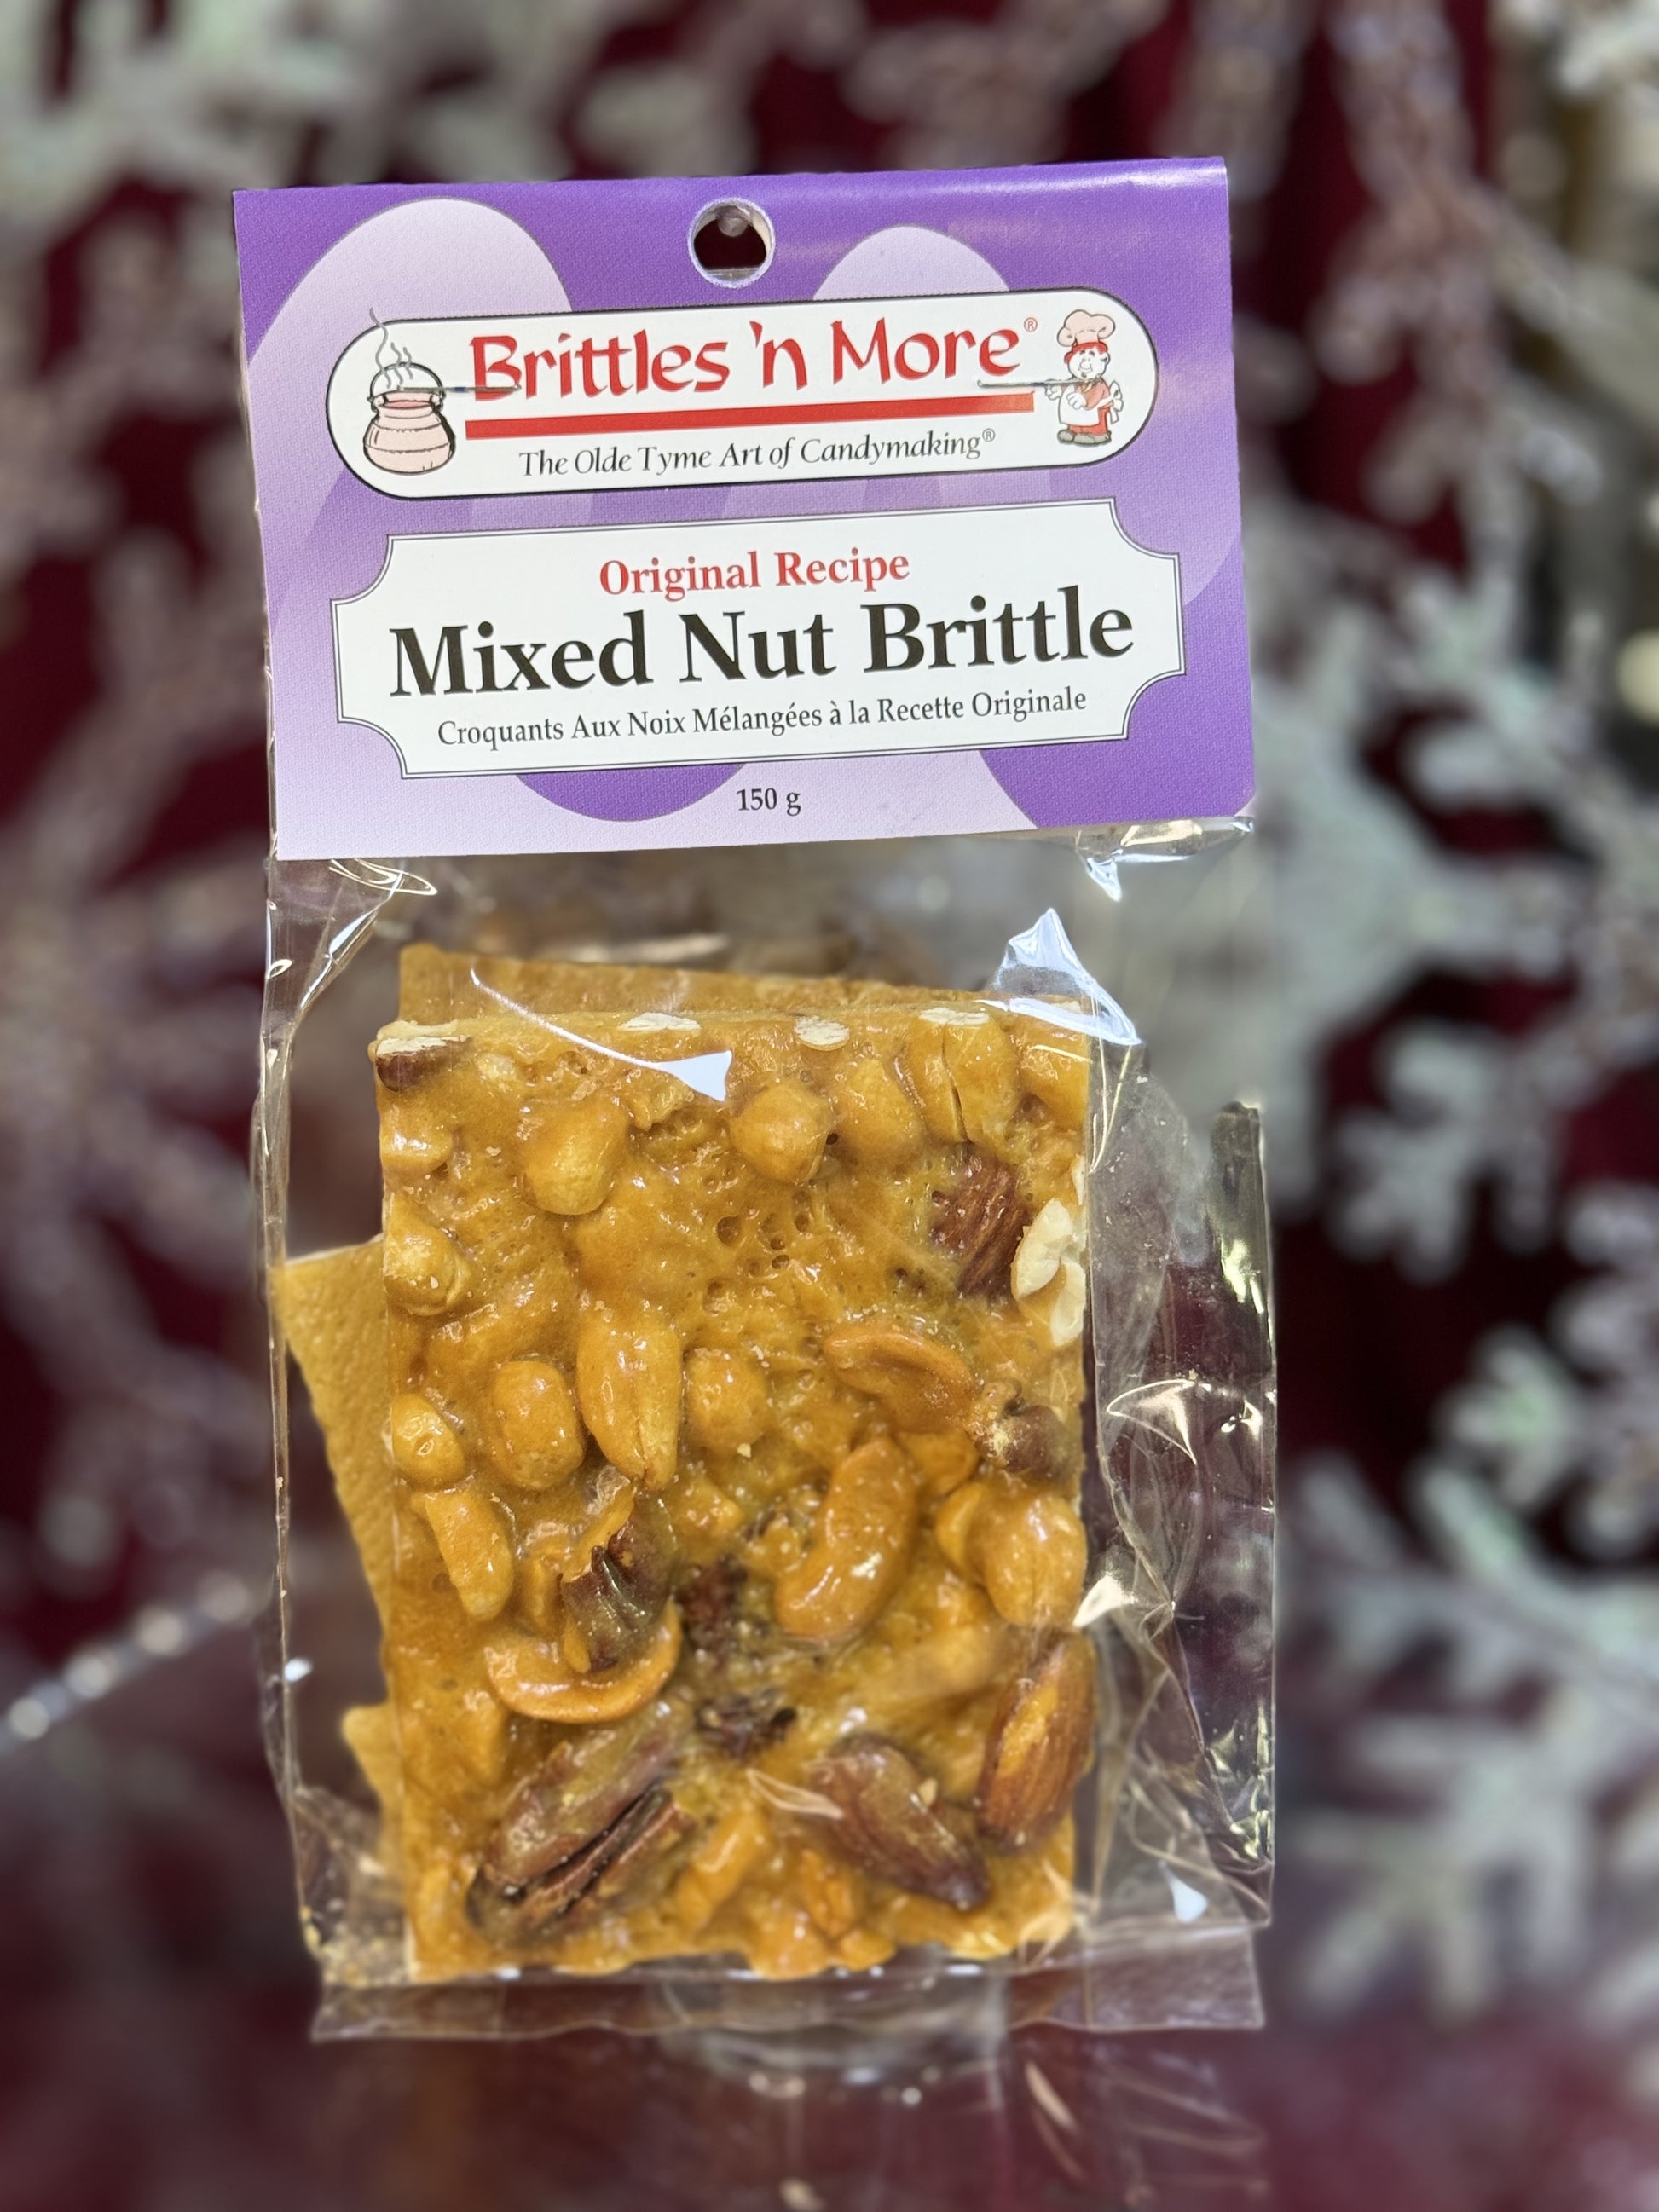 Brittles 'n More®
The Olde Tyme Art of Candymaking®
Original Recipe
Mixed Nut Brittle
Croquants Aux Noix Mélangées à la Recette Originale
150 g